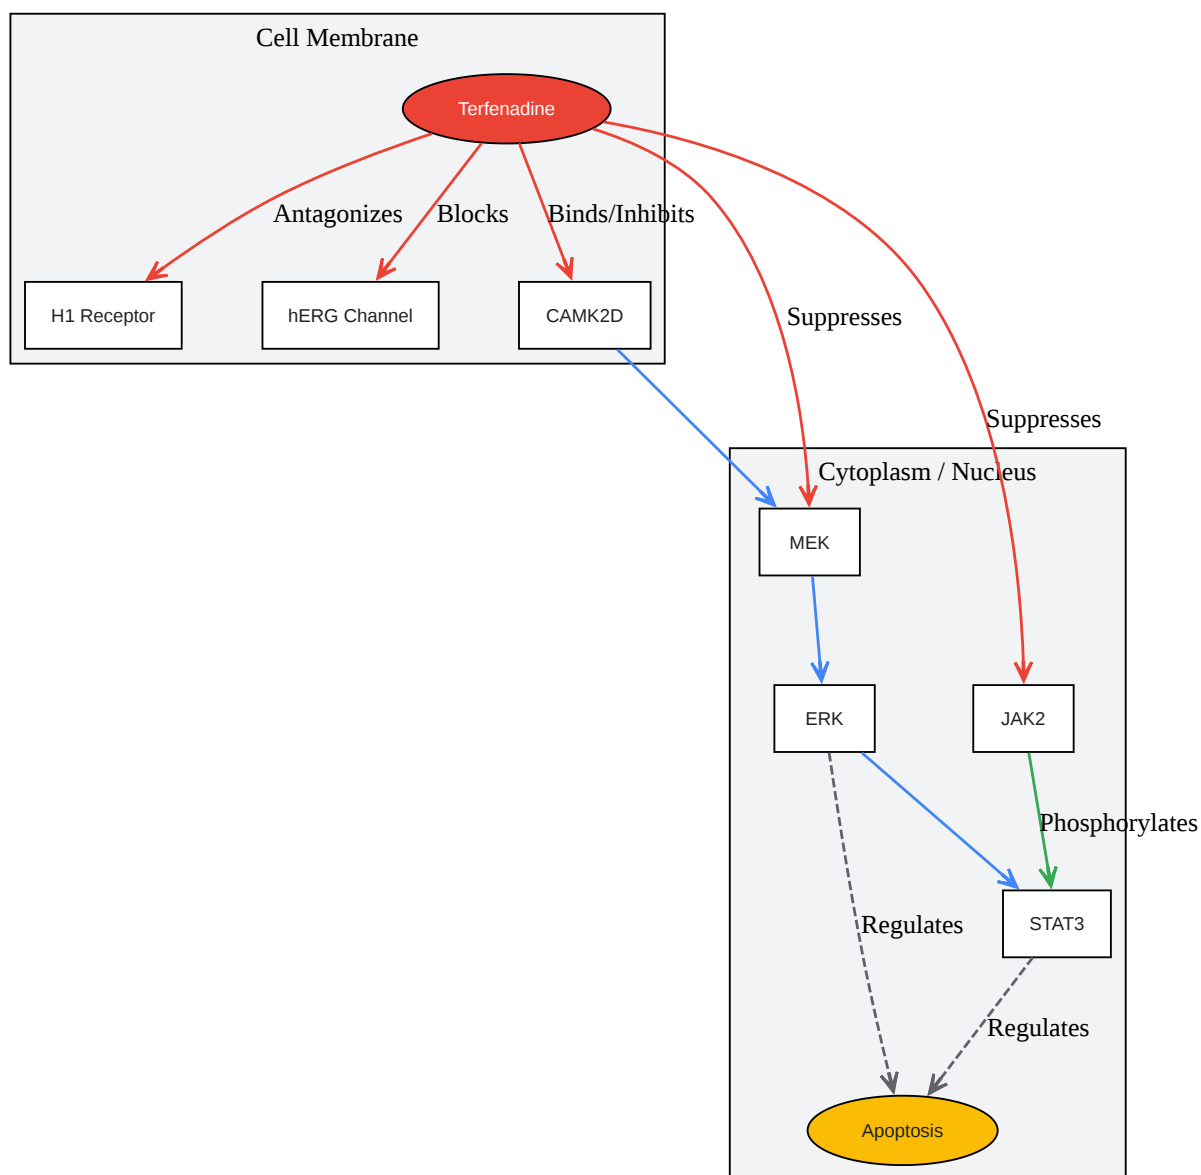 Cell Membrane
Terfenadine
Antagonizes
Blocks
Binds/Inhibits
H1 Receptor
hERG Channel
CAMK2D
Suppresses
Suppresses
Cytoplasm / Nucleus
MEK
ERK
JAK2
Phosphorylates
Regulates
STAT3
Regulates
Apoptosis